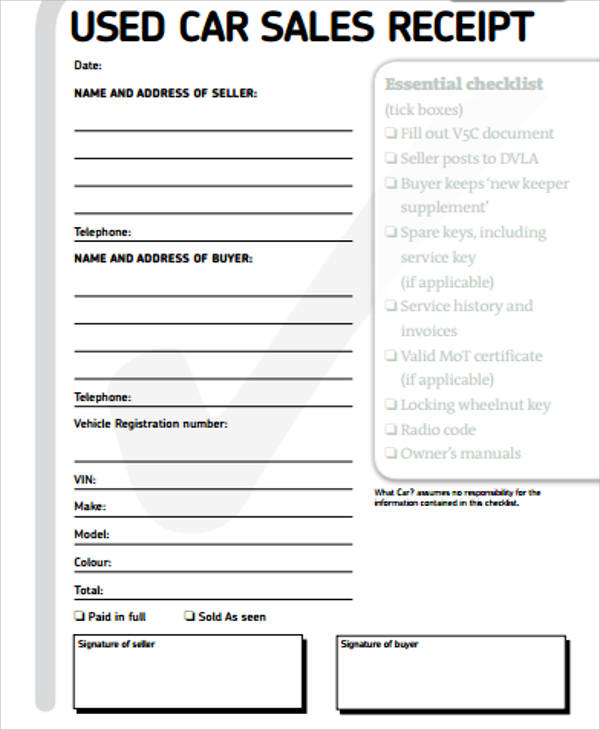 USED CAR SALES RECEIPT
Date:
NAME AND ADDRESS OF SELLER:
Telephone:
NAME AND ADDRESS OF BUYER:
Telephone:
Vehicle Registration number:
VIN:
Make:
Model:
Colour:
Total:
❏ Paid in full ❏ Sold As seen
Signature of seller
Signature of buyer
Essential checklist
(tick boxes)
❏ Fill out V5C document
❏ Seller posts to DVLA
❏ Buyer keeps ‘new keeper
supplement’
❏ Spare keys, including
service key
(if applicable)
❏ Service history and
invoices
❏ Valid MoT certificate
(if applicable)
❏ Locking wheelnut key
❏ Radio code
❏ Owner’s manuals
What Car? assumes no responsibility for the
information contained in this checklist.